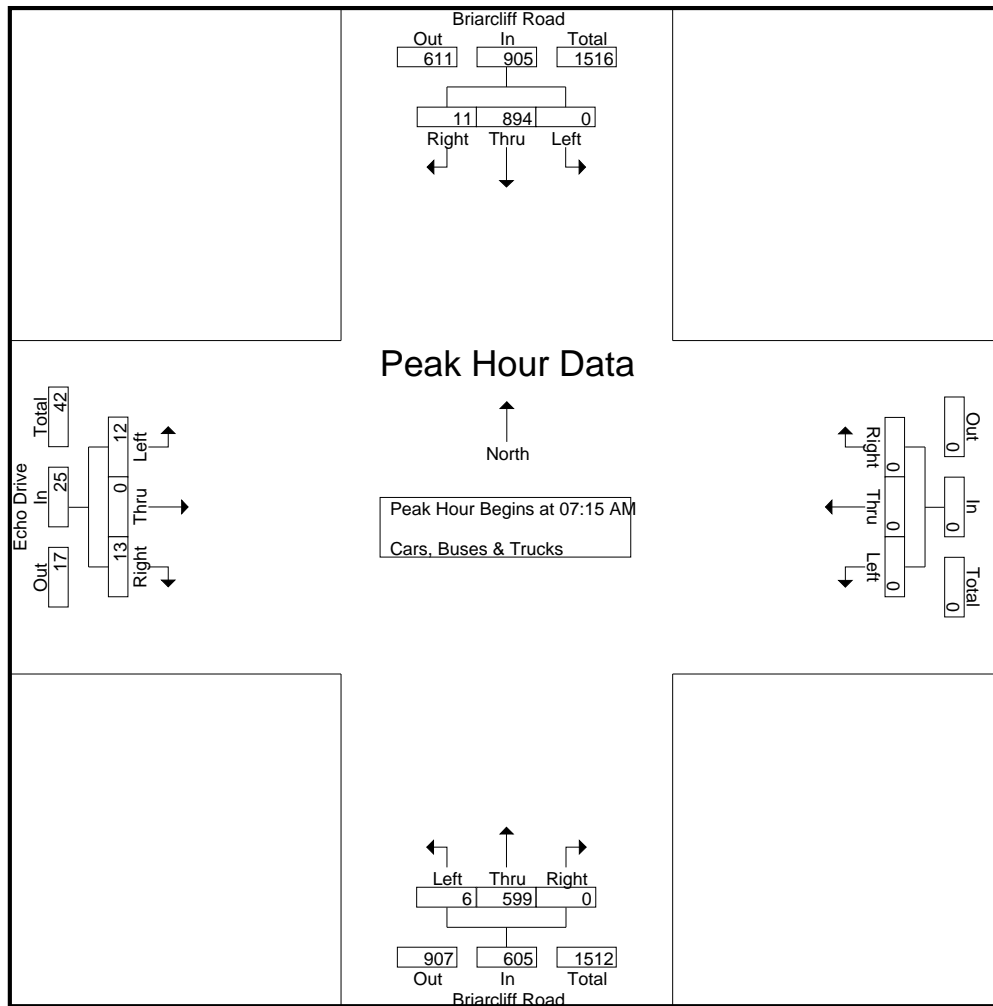 Briarcliff Road
Out In Total
611 905 1516
11 894 0
Right Thru Left
Peak Hour Data
North
Peak Hour Begins at 07:15 AM
Cars, Buses & Trucks
Echo Drive
Out In Total
17 25 42
13 0 12
Right Thru Left
Out In Total
0 0 0
Right Thru Left
0 0 0
Left Thru Right
6 599 0
907 605 1512
Out In Total
Briarcliff Road